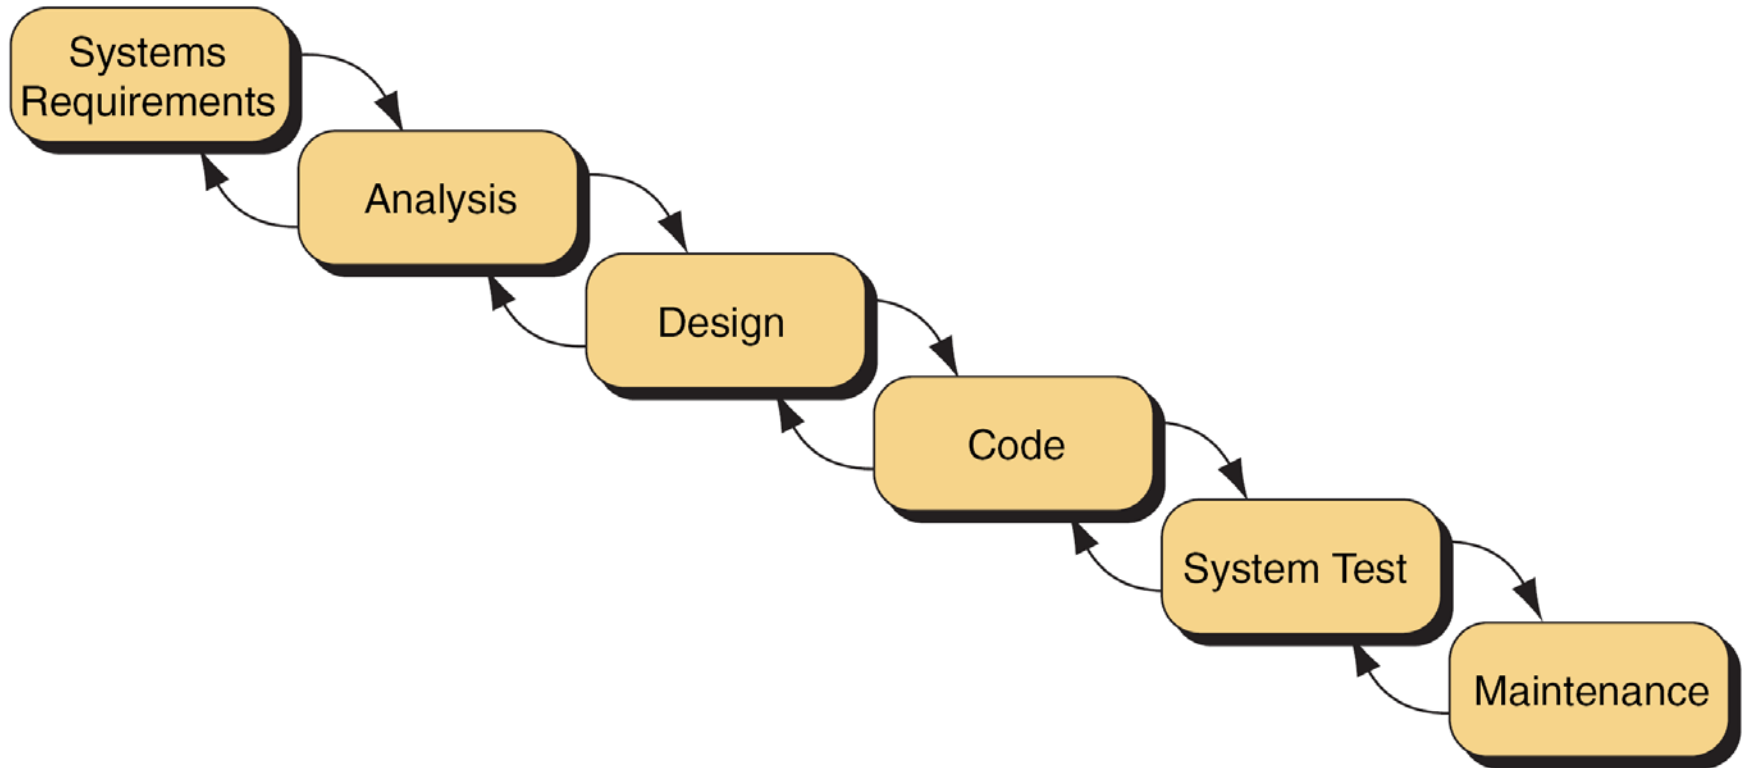 Systems
Requirements
Analysis
Design
Code
System Test
Maintenance